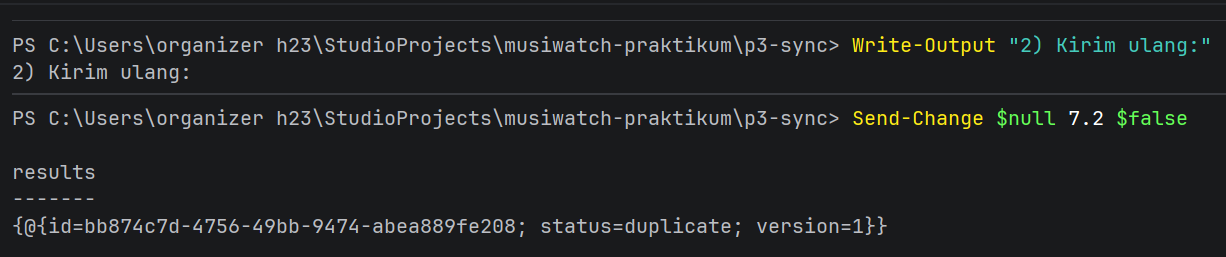 PS C:\Users\organizer h23\StudioProjects\musiwatch-praktikum\p3-sync> Write-Output "2) Kirim ulang:"
2) Kirim ulang:
PS C:\Users\organizer h23\StudioProjects\musiwatch-praktikum\p3-sync> Send-Change $null 7.2 $false
results
-------
{@{id=bb874c7d-4756-49bb-9474-abea889fe208; status=duplicate; version=1}}